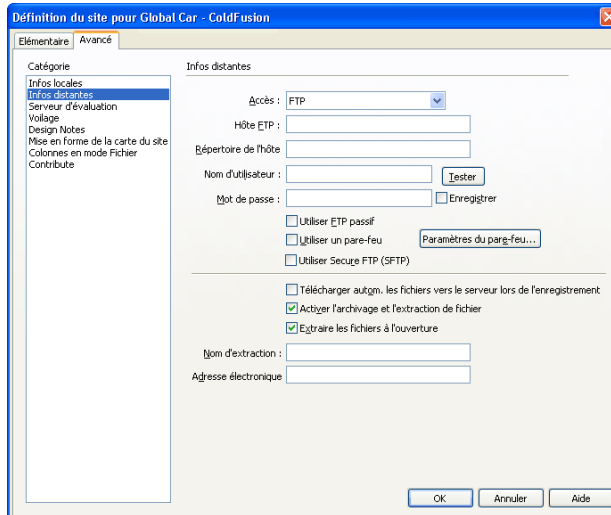 Définition du site pour Global Car - ColdFusion
Elémentaire Avancé
Catégorie
Infos locales
Infos distantes
Serveur d'évaluation
Voilage
Design Notes
Mise en forme de la carte du site
Colonnes en mode Fichier
Contribute
Infos distantes
Accès : FTP
Hôte FTP :
Répertoire de l'hôte
Nom d'utilisateur : Tester
Mot de passe : Enregistrer
Utiliser FTP passif
Utiliser un pare-feu Paramètres du pare-feu...
Utiliser Secure FTP (SFTP)
Télécharger autom. les fichiers vers le serveur lors de l'enregistrement
Activer l'archivage et l'extraction de fichier
Extraire les fichiers à l'ouverture
Nom d'extraction :
Adresse électronique
OK Annuler Aide